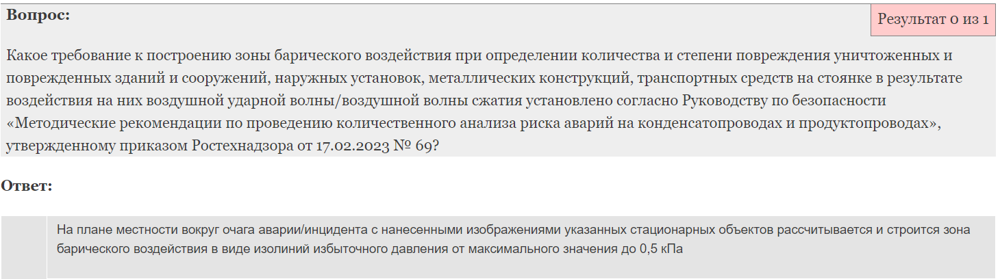 Вопрос:
Результат 0 из 1
Какое требование к построению зоны барического воздействия при определении количества и степени повреждения уничтоженных и
поврежденных зданий и сооружений, наружных установок, металлических конструкций, транспортных средств на стоянке в результате
воздействия на них воздушной ударной волны/воздушной волны сжатия установлено согласно Руководству по безопасности
«Методические рекомендации по проведению количественного анализа риска аварий на конденсатопроводах и продуктопроводах»,
утвержденному приказом Ростехнадзора от 17.02.2023 № 69?
Ответ:
На плане местности вокруг очага аварии/инцидента с нанесенными изображениями указанных стационарных объектов рассчитывается и строится зона
барического воздействия в виде изолиний избыточного давления от максимального значения до 0,5 кПа